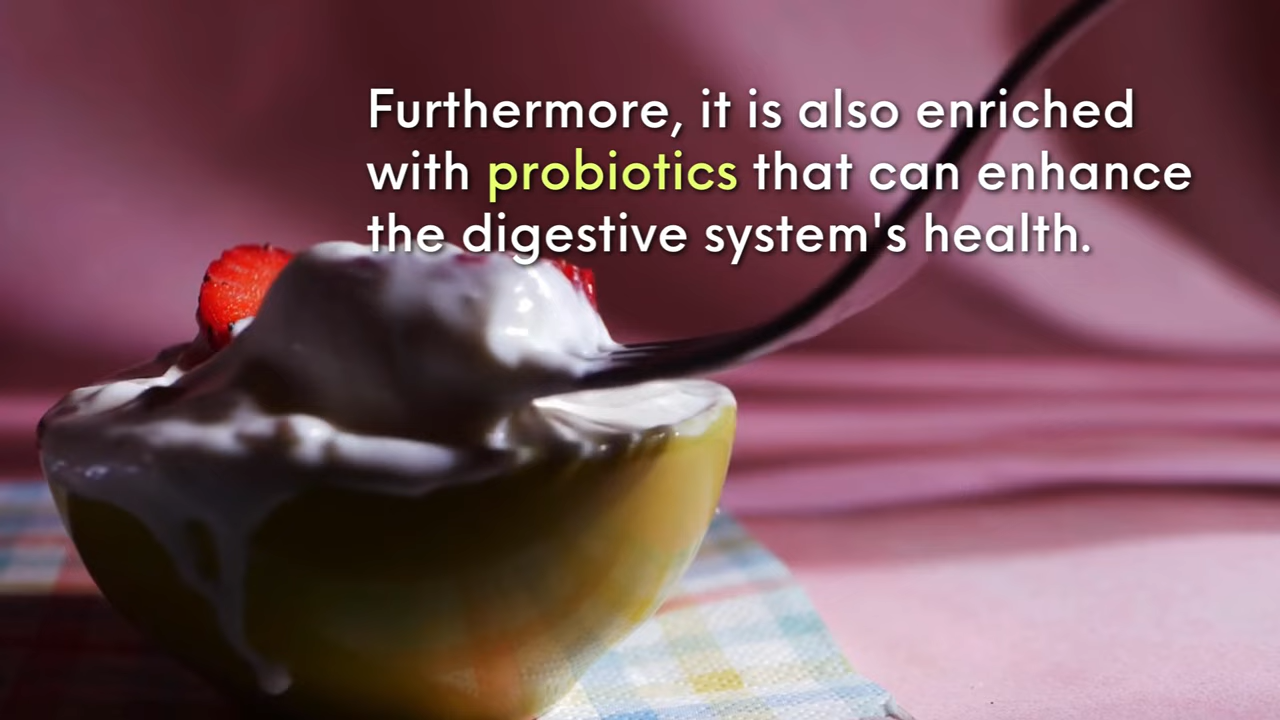 Furthermore, it is also enriched
with probiotics that can enhance
the digestive system's health.